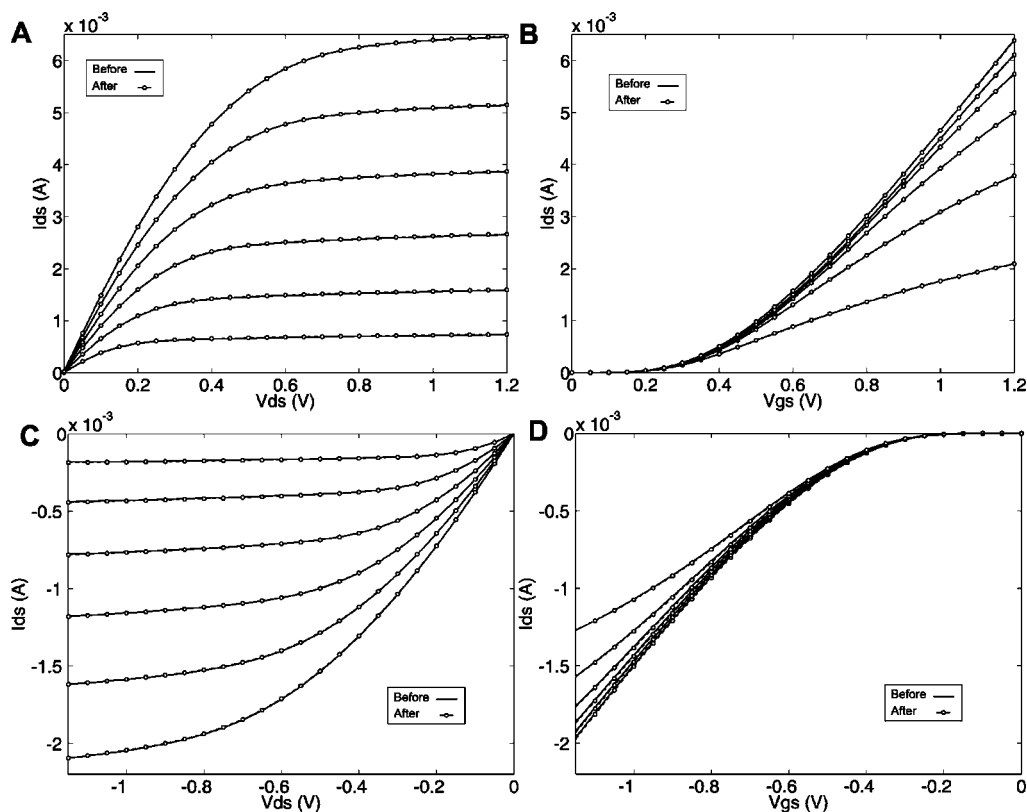 A
x 10⁻³
Before
After
6
5
4
3
2
1
0
0
0.2
0.4
0.6
0.8
1
1.2
Ids (A)
Vds (V)
B
x 10⁻³
Before
After
6
5
4
3
2
1
0
0
0.2
0.4
0.6
0.8
1
1.2
Ids (A)
Vgs (V)
C
x 10⁻³
0
-0.5
-1
-1.5
-2
Before
After
-1
-0.8
-0.6
-0.4
-0.2
0
Ids (A)
Vds (V)
D
x 10⁻³
0
-0.5
-1
-1.5
-2
Before
After
-1
-0.8
-0.6
-0.4
-0.2
0
Ids (A)
Vgs (V)